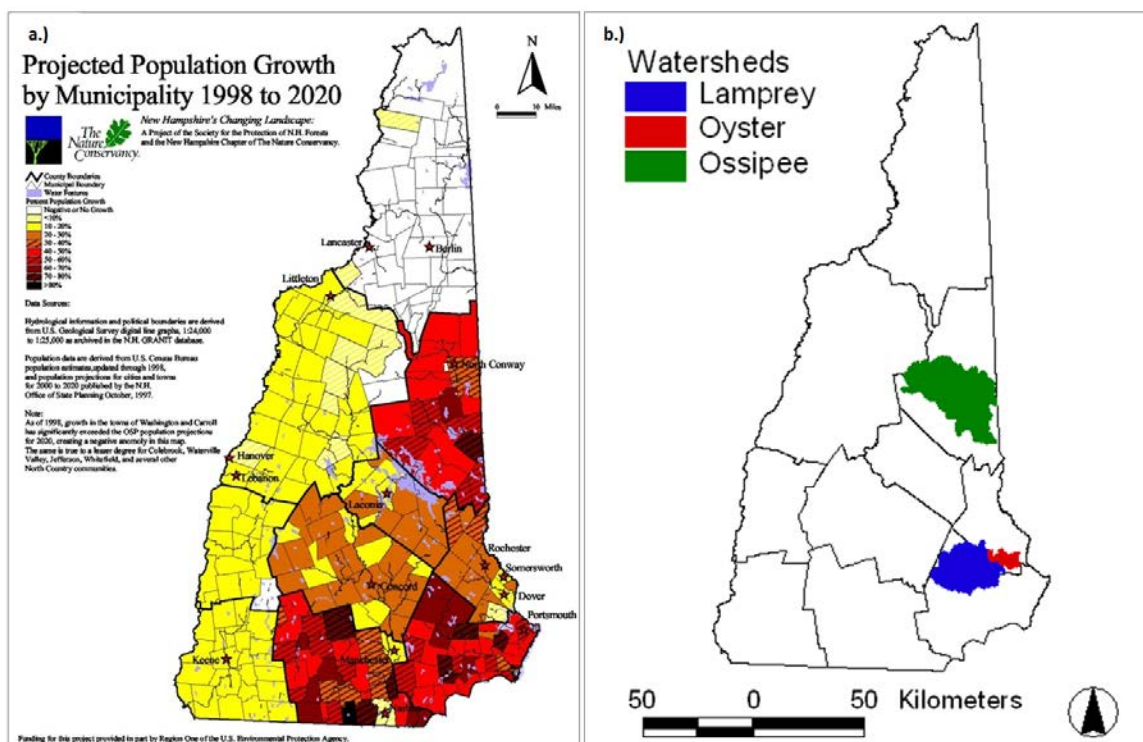 a.)
Projected Population Growth
by Municipality 1998 to 2020
N
10 Miles
The
Nature
Conservancy.
New Hampshire's Changing Landscape:
A Project of the Society for the Protection of N.H. Forests
and the New Hampshire Chapter of The Nature Conservancy.
County Boundaries
Municipal Boundary
Water Features
Percent Population Growth
Negative or No Growth
<10%
10 - 20%
20 - 30%
30 - 40%
40 - 50%
50 - 60%
60 - 70%
70 - 80%
>80%
Data Sources:
Hydrological information and political boundaries are derived
from U.S. Geological Survey digital line graphs, 1:24,000
to 1:25,000 as archived in the N.H. GRANIT database.
Population data are derived from U.S. Census Bureau
population estimates,updated through 1998,
and population projections for cities and towns
for 2000 to 2020 published by the N.H.
Office of State Planning October, 1997.
Note:
As of 1998, growth in the towns of Washington and Carroll
has significantly exceeded the OSP population projections
for 2020, creating a negative anomoly in this map.
The same is true to a lesser degree for Colebrook, Waterville
Valley, Jefferson, Whitefield, and several other
North Country communities.
Lancaster
Berlin
Littleton
North Conway
Hanover
Lebanon
Laconia
Rochester
Somersworth
Concord
Dover
Portsmouth
Keene
Manchester
Funding for this project provided in part by Region One of the U.S. Environmental Protection Agency.
b.)
Watersheds
Lamprey
Oyster
Ossipee
50 0 50 Kilometers